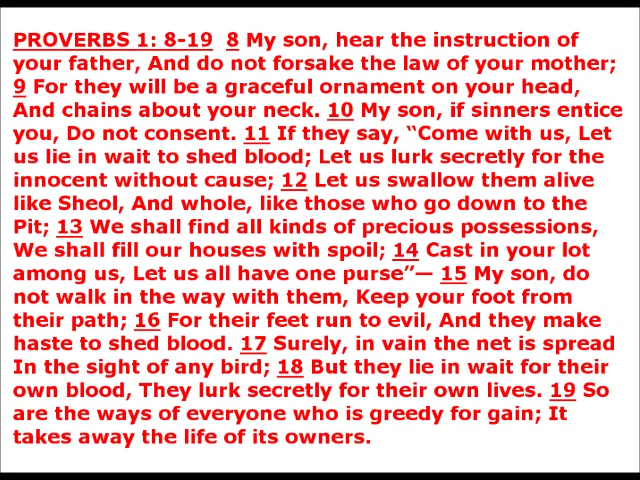 PROVERBS 1: 8-19  8 My son, hear the instruction of
your father, And do not forsake the law of your mother;
9 For they will be a graceful ornament on your head,
And chains about your neck. 10 My son, if sinners entice
you, Do not consent. 11 If they say, “Come with us, Let
us lie in wait to shed blood; Let us lurk secretly for the
innocent without cause; 12 Let us swallow them alive
like Sheol, And whole, like those who go down to the
Pit; 13 We shall find all kinds of precious possessions,
We shall fill our houses with spoil; 14 Cast in your lot
among us, Let us all have one purse”— 15 My son, do
not walk in the way with them, Keep your foot from
their path; 16 For their feet run to evil, And they make
haste to shed blood. 17 Surely, in vain the net is spread
In the sight of any bird; 18 But they lie in wait for their
own blood, They lurk secretly for their own lives. 19 So
are the ways of everyone who is greedy for gain; It
takes away the life of its owners.